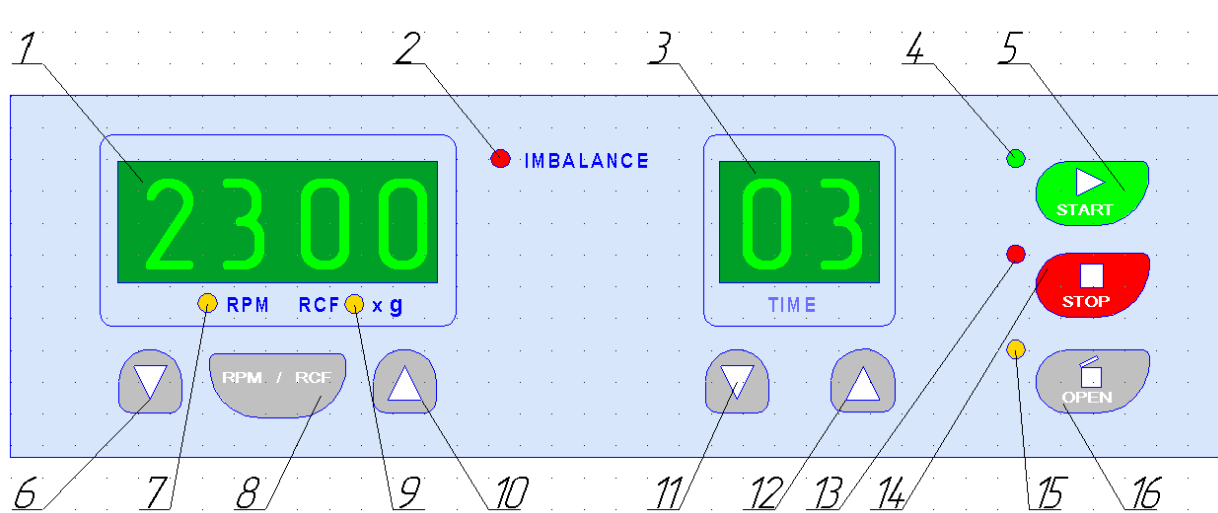 1 2 3 4 5
IMBALANCE
2300 03
START
RPM RCF x g TIME
STOP
RPM / RCF
OPEN
6 7 8 9 10 11 12 13 14 15 16